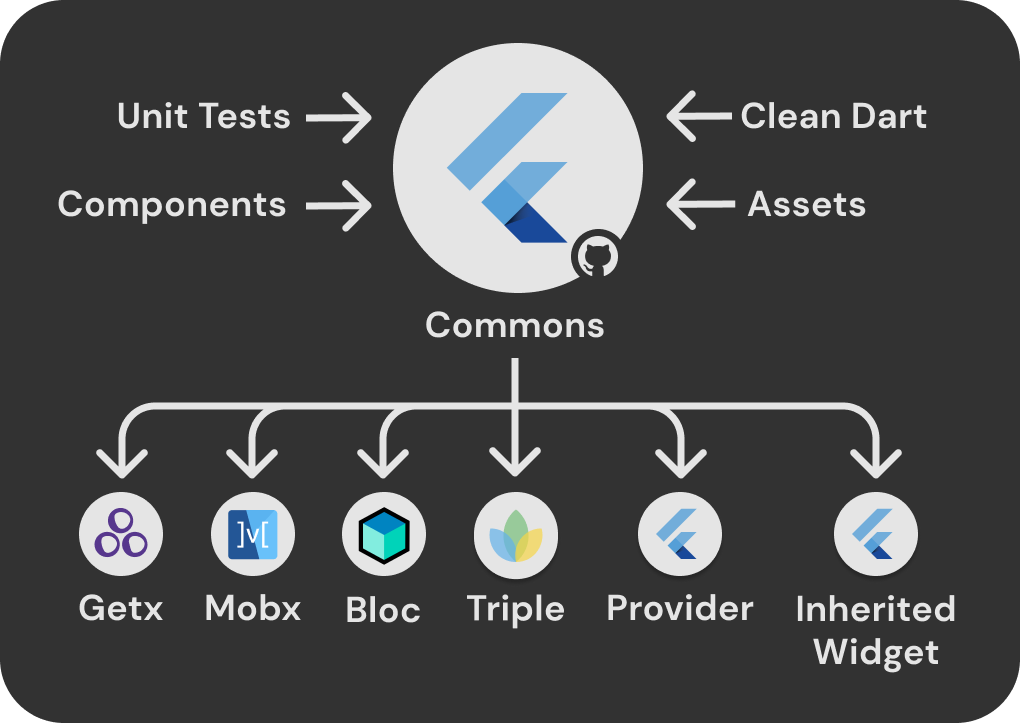 Unit Tests
Clean Dart
Components
Assets
Commons
]v[
Getx
Mobx
Bloc
Triple
Provider
Inherited
Widget